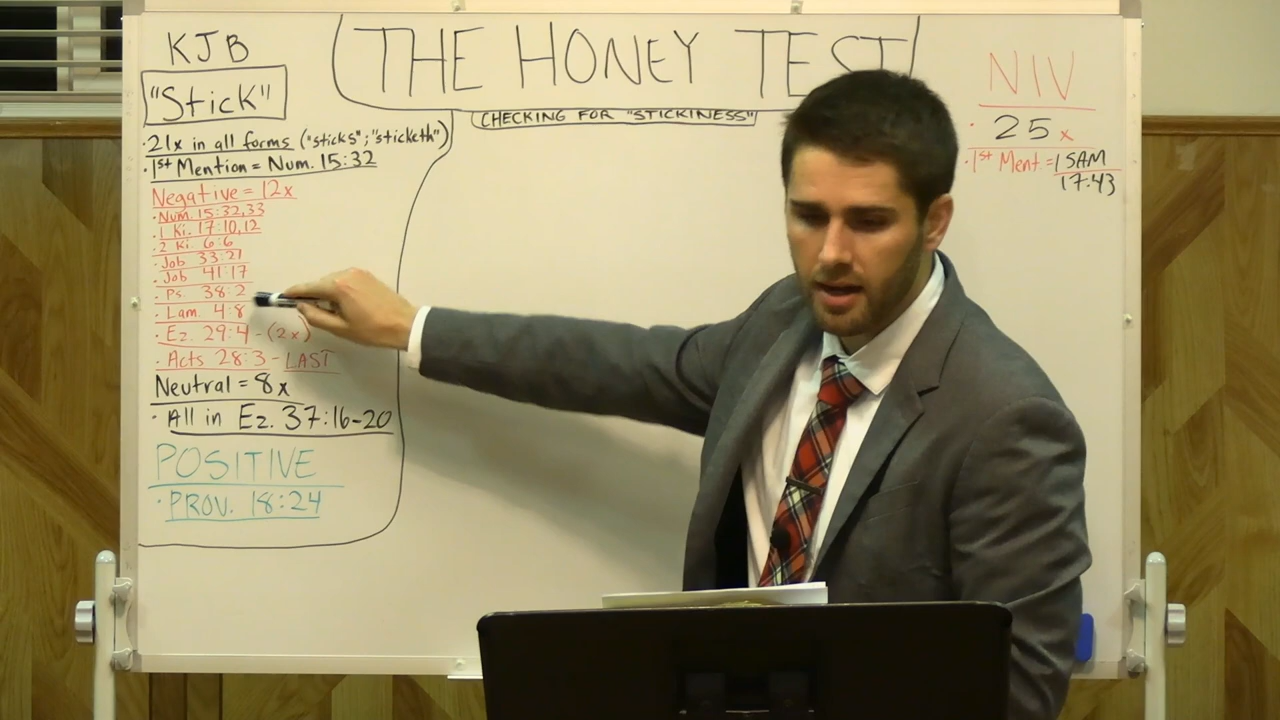 KJB
"Stick"
THE HONEY TEST
CHECKING FOR "STICKINESS"
· 21x in all forms ("sticks"; "sticketh")
· 1st Mention = Num. 15:32
Negative = 12x
· Num. 15:32,33
· 1 Ki. 17:10,12
· 2 Ki. 6:6
· Job 33:21
· Job 41:17
· Ps. 38:2
· Lam. 4:8
· Ez. 29:4 - (2x)
· Acts 28:3 - LAST
Neutral = 8x
· All in Ez. 37:16-20
POSITIVE
· PROV. 18:24
NIV
· 25x
· 1st Ment. = 1 SAM
17:43